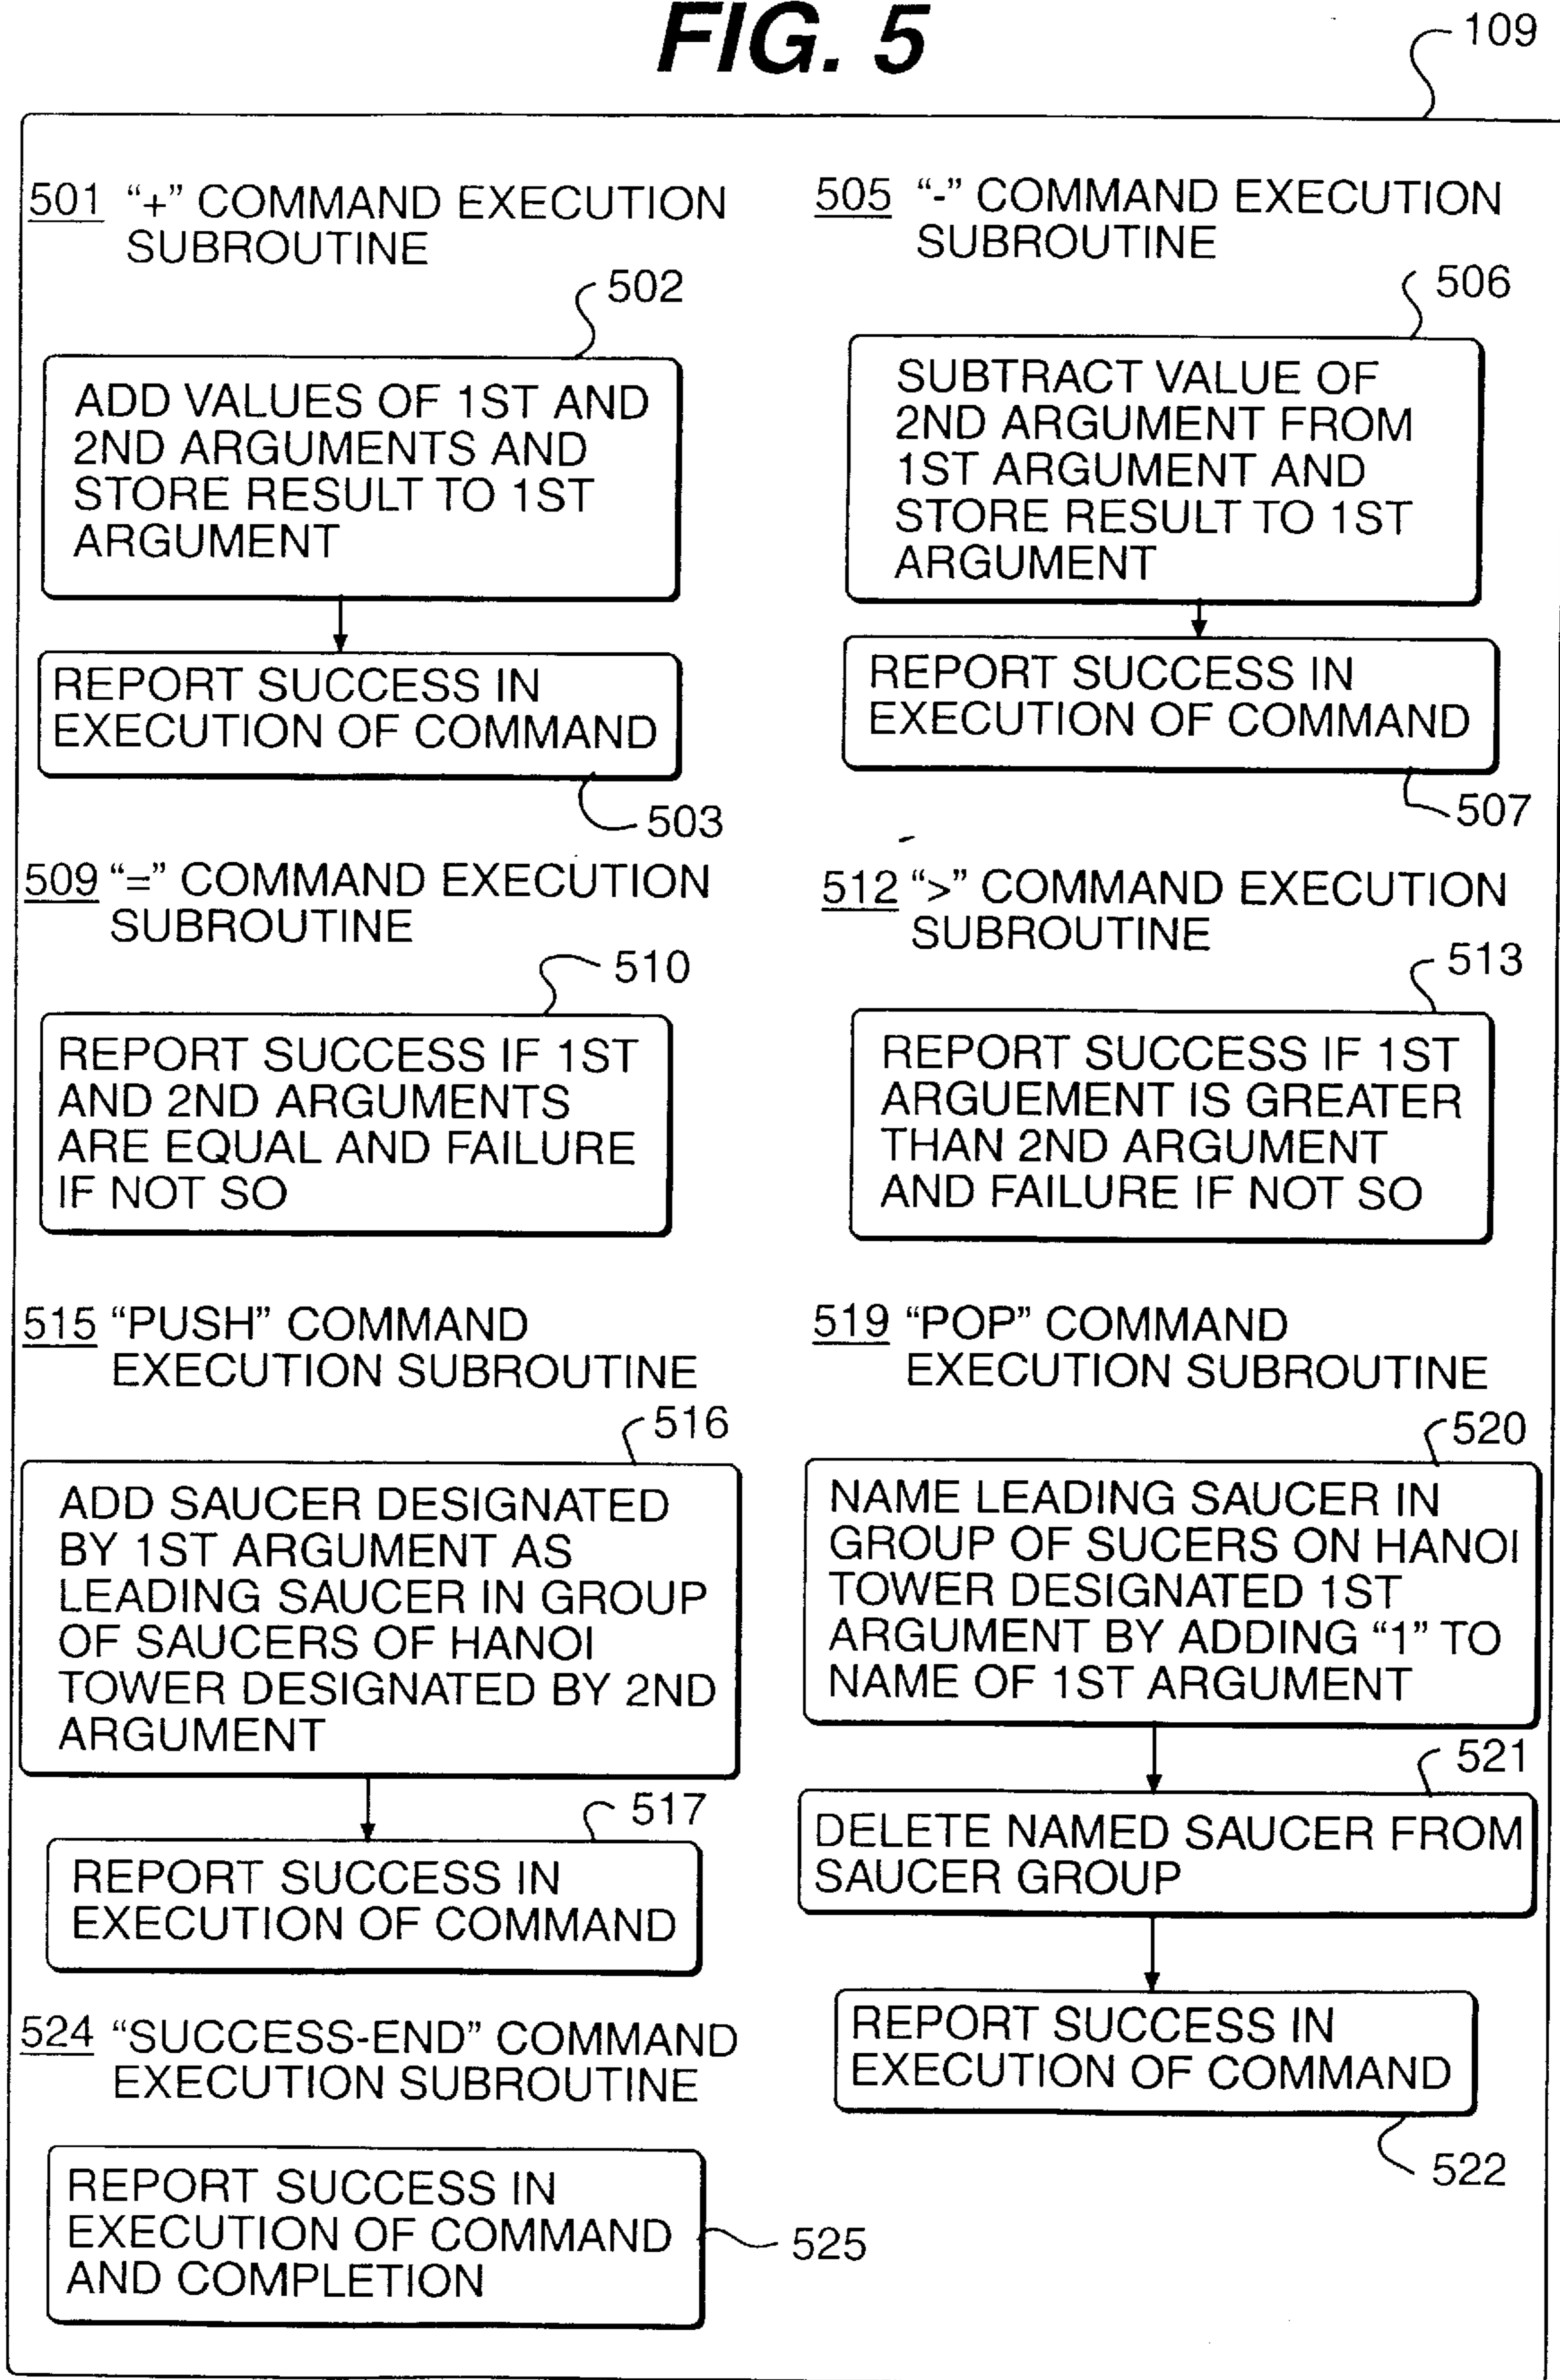 FIG. 5
109
501 "+" COMMAND EXECUTION
SUBROUTINE
502
ADD VALUES OF 1ST AND
2ND ARGUMENTS AND
STORE RESULT TO 1ST
ARGUMENT
REPORT SUCCESS IN
EXECUTION OF COMMAND
503
505 "-" COMMAND EXECUTION
SUBROUTINE
506
SUBTRACT VALUE OF
2ND ARGUMENT FROM
1ST ARGUMENT AND
STORE RESULT TO 1ST
ARGUMENT
REPORT SUCCESS IN
EXECUTION OF COMMAND
507
509 "=" COMMAND EXECUTION
SUBROUTINE
510
REPORT SUCCESS IF 1ST
AND 2ND ARGUMENTS
ARE EQUAL AND FAILURE
IF NOT SO
512 ">" COMMAND EXECUTION
SUBROUTINE
513
REPORT SUCCESS IF 1ST
ARGUEMENT IS GREATER
THAN 2ND ARGUMENT
AND FAILURE IF NOT SO
515 "PUSH" COMMAND
EXECUTION SUBROUTINE
516
ADD SAUCER DESIGNATED
BY 1ST ARGUMENT AS
LEADING SAUCER IN GROUP
OF SAUCERS OF HANOI
TOWER DESIGNATED BY 2ND
ARGUMENT
517
REPORT SUCCESS IN
EXECUTION OF COMMAND
519 "POP" COMMAND
EXECUTION SUBROUTINE
520
NAME LEADING SAUCER IN
GROUP OF SUCERS ON HANOI
TOWER DESIGNATED 1ST
ARGUMENT BY ADDING "1" TO
NAME OF 1ST ARGUMENT
521
DELETE NAMED SAUCER FROM
SAUCER GROUP
REPORT SUCCESS IN
EXECUTION OF COMMAND
522
524 "SUCCESS-END" COMMAND
EXECUTION SUBROUTINE
REPORT SUCCESS IN
EXECUTION OF COMMAND
AND COMPLETION
525